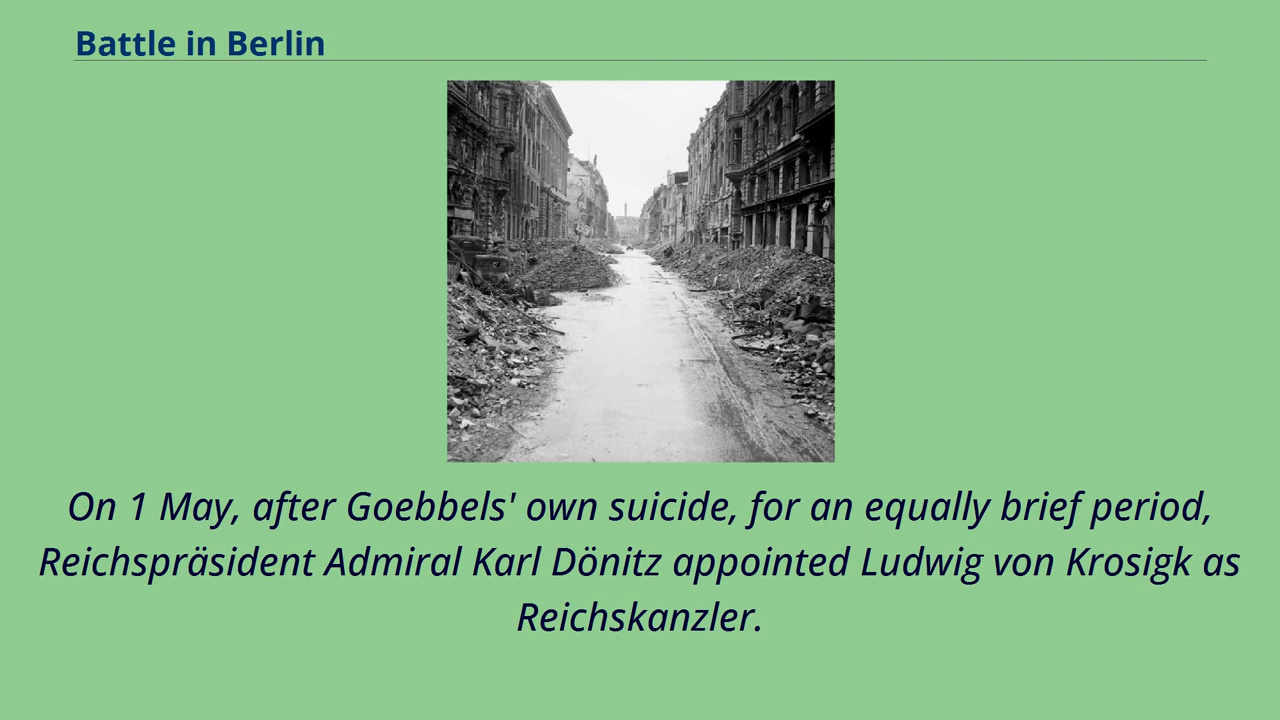 Battle in Berlin
On 1 May, after Goebbels' own suicide, for an equally brief period,
Reichspräsident Admiral Karl Dönitz appointed Ludwig von Krosigk as
Reichskanzler.